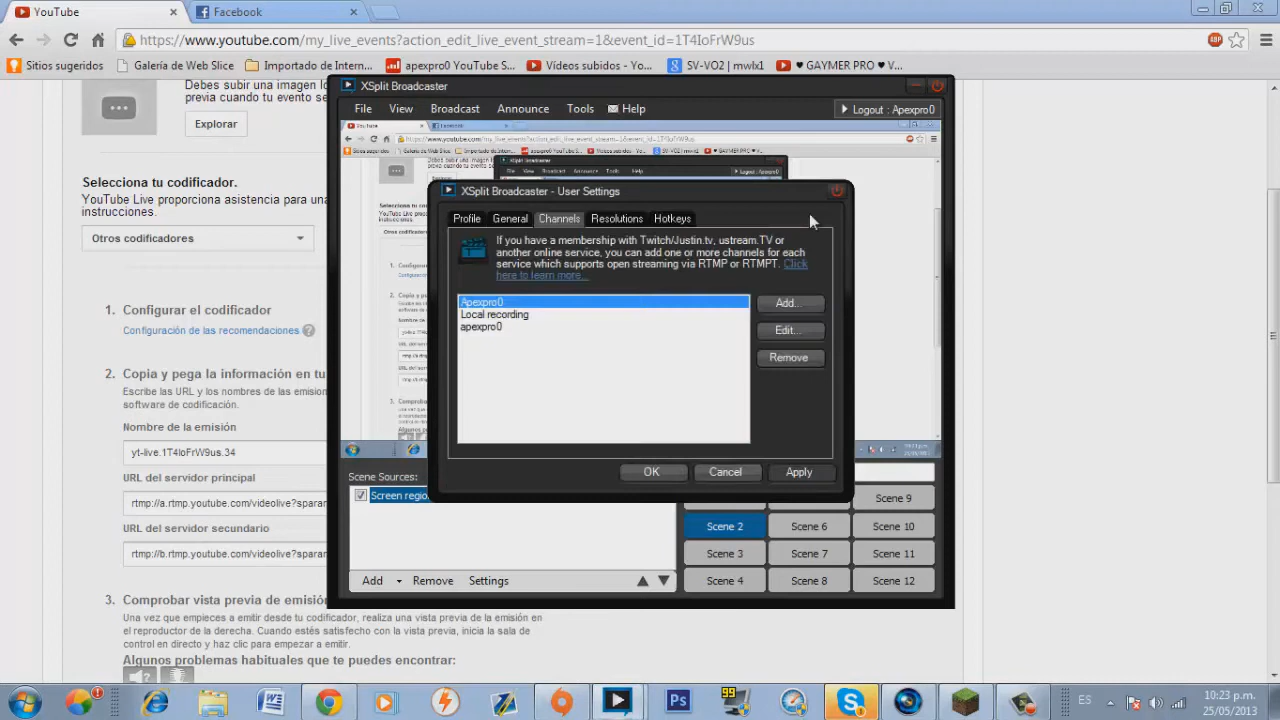 YouTube
Facebook
https://www.youtube.com/my_live_events?action_edit_live_event_stream=1&event_id=1T4IoFrW9us
Sitios sugeridos
Galería de Web Slice
Importado de Intern...
apexpro0 YouTube S...
Videos subidos - Yo...
SV-VO2 | mwlx1
♥ GAYMER PRO ♥ V...
Debes subir una imagen l
previa cuando tu evento se
Explorar
Selecciona tu codificador.
YouTube Live proporciona asistencia para una
instrucciones.
Otros codificadores
1. Configurar el codificador
Configuración de las recomendaciones ?
2. Copia y pega la información en tu
Escribe las URL y los nombres de las emision
software de codificación.
Nombre de la emisión
yt-live.1T4IoFrW9us.34
URL del servidor principal
rtmp://a.rtmp.youtube.com/videolive?sparan
URL del servidor secundario
rtmp://b.rtmp.youtube.com/videolive?sparan
3. Comprobar vista previa de emisión
Una vez que empieces a emitir desde tu codificador, realiza una vista previa de la emisión en
el reproductor de la derecha. Cuando estés satisfecho con la vista previa, inicia la sala de
control en directo y haz clic para empezar a emitir.
Algunos problemas habituales que te puedes encontrar:
XSplit Broadcaster
File View Broadcast Announce Tools Help
Logout : Apexpro0
XSplit Broadcaster - User Settings
Profile General Channels Resolutions Hotkeys
If you have a membership with Twitch/Justin.tv, ustream.TV or
another online service, you can add one or more channels for each
service which supports open streaming via RTMP or RTMPT. Click
here to learn more...
Apexpro0
Local recording
apexpro0
Add...
Edit...
Remove
OK Cancel Apply
Scene Sources:
Screen regio
Add Remove Settings
Scene 9
Scene 2 Scene 6 Scene 10
Scene 3 Scene 7 Scene 11
Scene 4 Scene 8 Scene 12
99
Ps
ES
10:23 p.m.
25/05/2013